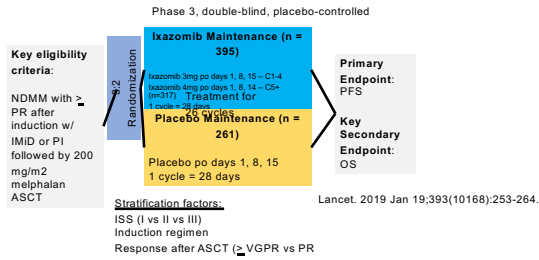 Phase 3, double-blind, placebo-controlled
Key eligibility
criteria:
NDMM with >
PR after
induction w/
IMiD or PI
followed by 200
mg/m2
melphalan
ASCT
3:2
Randomization
Ixazomib Maintenance (n =
395)
Ixazomib 3mg po days 1, 8, 15 – C1-4
Ixazomib 4mg po days 1, 8, 14 – C5+
(n=317)
1 cycle = 28 days
Treatment for
26 cycles
Placebo Maintenance (n =
261)
Placebo po days 1, 8, 15
1 cycle = 28 days
Primary
Endpoint:
PFS
Key
Secondary
Endpoint:
OS
Stratification factors:
ISS (I vs II vs III)
Induction regimen
Response after ASCT (> VGPR vs PR
Lancet. 2019 Jan 19;393(10168):253-264.